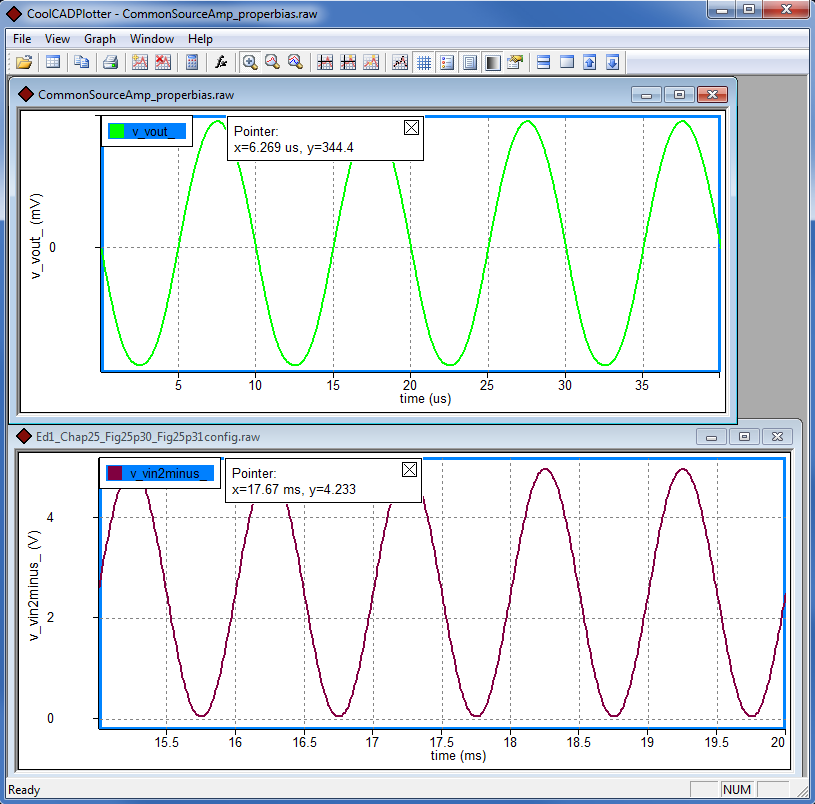 CoolCADPlotter - CommonSourceAmp_properbias.raw
File View Graph Window Help
fx
CommonSourceAmp_properbias.raw
v_vout_
Pointer:
x=6.269 us, y=344.4
v_vout_ (mV)
0
5 10 15 20 25 30 35
time (us)
Ed1_Chap25_Fig25p30_Fig25p31config.raw
v_vin2minus_
Pointer:
x=17.67 ms, y=4.233
v_vin2minus_ (V)
4
2
0
15.5 16 16.5 17 17.5 18 18.5 19 19.5 20
time (ms)
Ready NUM